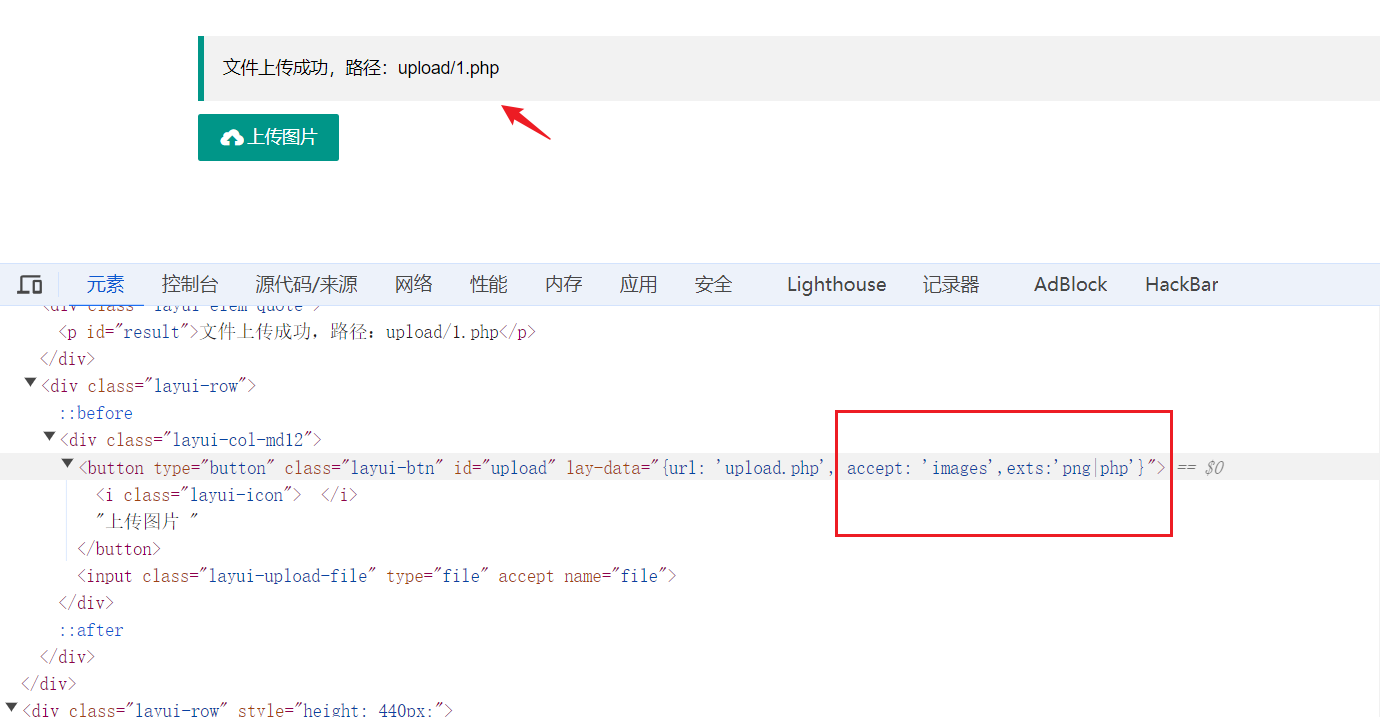 文件上传成功，路径：upload/1.php
上传图片
元素 控制台 源代码/来源 网络 性能 内存 应用 安全 Lighthouse 记录器 AdBlock HackBar
<div class="layui-elem-quote">
<p id="result">文件上传成功，路径：upload/1.php</p>
</div>
<div class="layui-row">
::before
<div class="layui-col-md12">
<button type="button" class="layui-btn" id="upload" lay-data="{url: 'upload.php', accept: 'images',exts:'png|php'}"> == $0
<i class="layui-icon"> </i>
"上传图片 "
</button>
<input class="layui-upload-file" type="file" accept name="file">
</div>
::after
</div>
</div>
<div class="layui-row" style="height: 440px;">